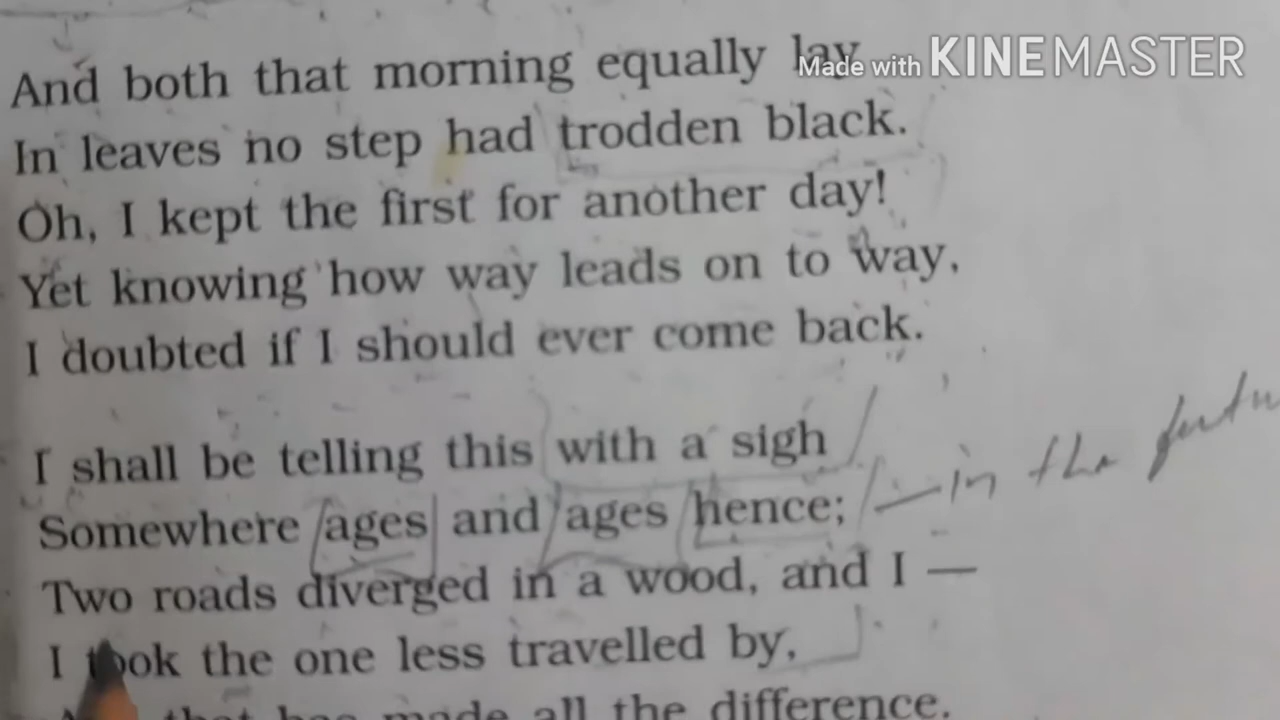 Made with KINEMASTER
And both that morning equally lay
In leaves no step had trodden black.
Oh, I kept the first for another day!
Yet knowing how way leads on to way,
I doubted if I should ever come back.
I shall be telling this with a sigh
Somewhere ages and ages hence; — in the
Two roads diverged in a wood, and I —
I took the one less travelled by,
that has made all the difference.